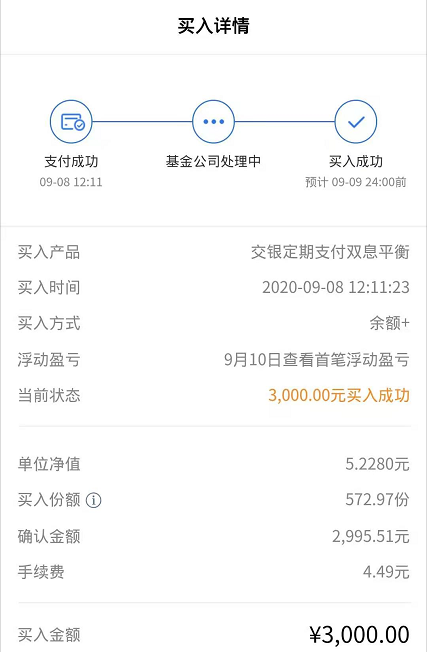 买入详情
支付成功 基金公司处理中 买入成功
09-08 12:11 预计 09-09 24:00前
买入产品 交银定期支付双息平衡
买入时间 2020-09-08 12:11:23
买入方式 余额+
浮动盈亏 9月10日查看首笔浮动盈亏
当前状态 3,000.00元买入成功
单位净值 5.2280元
买入份额 572.97份
确认金额 2,995.51元
手续费 4.49元
买入金额 ¥3,000.00